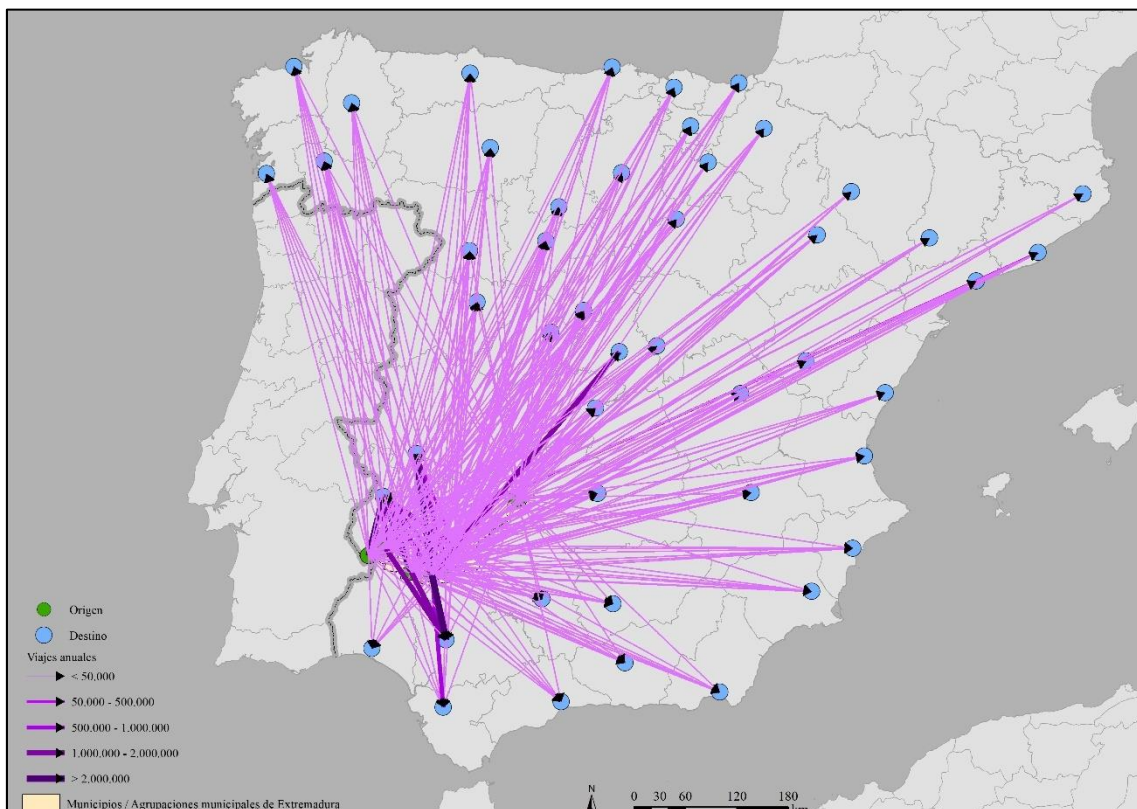 Origen
Destino
Viajes anuales
< 50,000
50,000 - 500,000
500,000 - 1.000.000
1,000,000 - 2,000,000
> 2,000,000
Municipios / Agrupaciones municipales de Extremadura
N
0 30 60 120 180
km